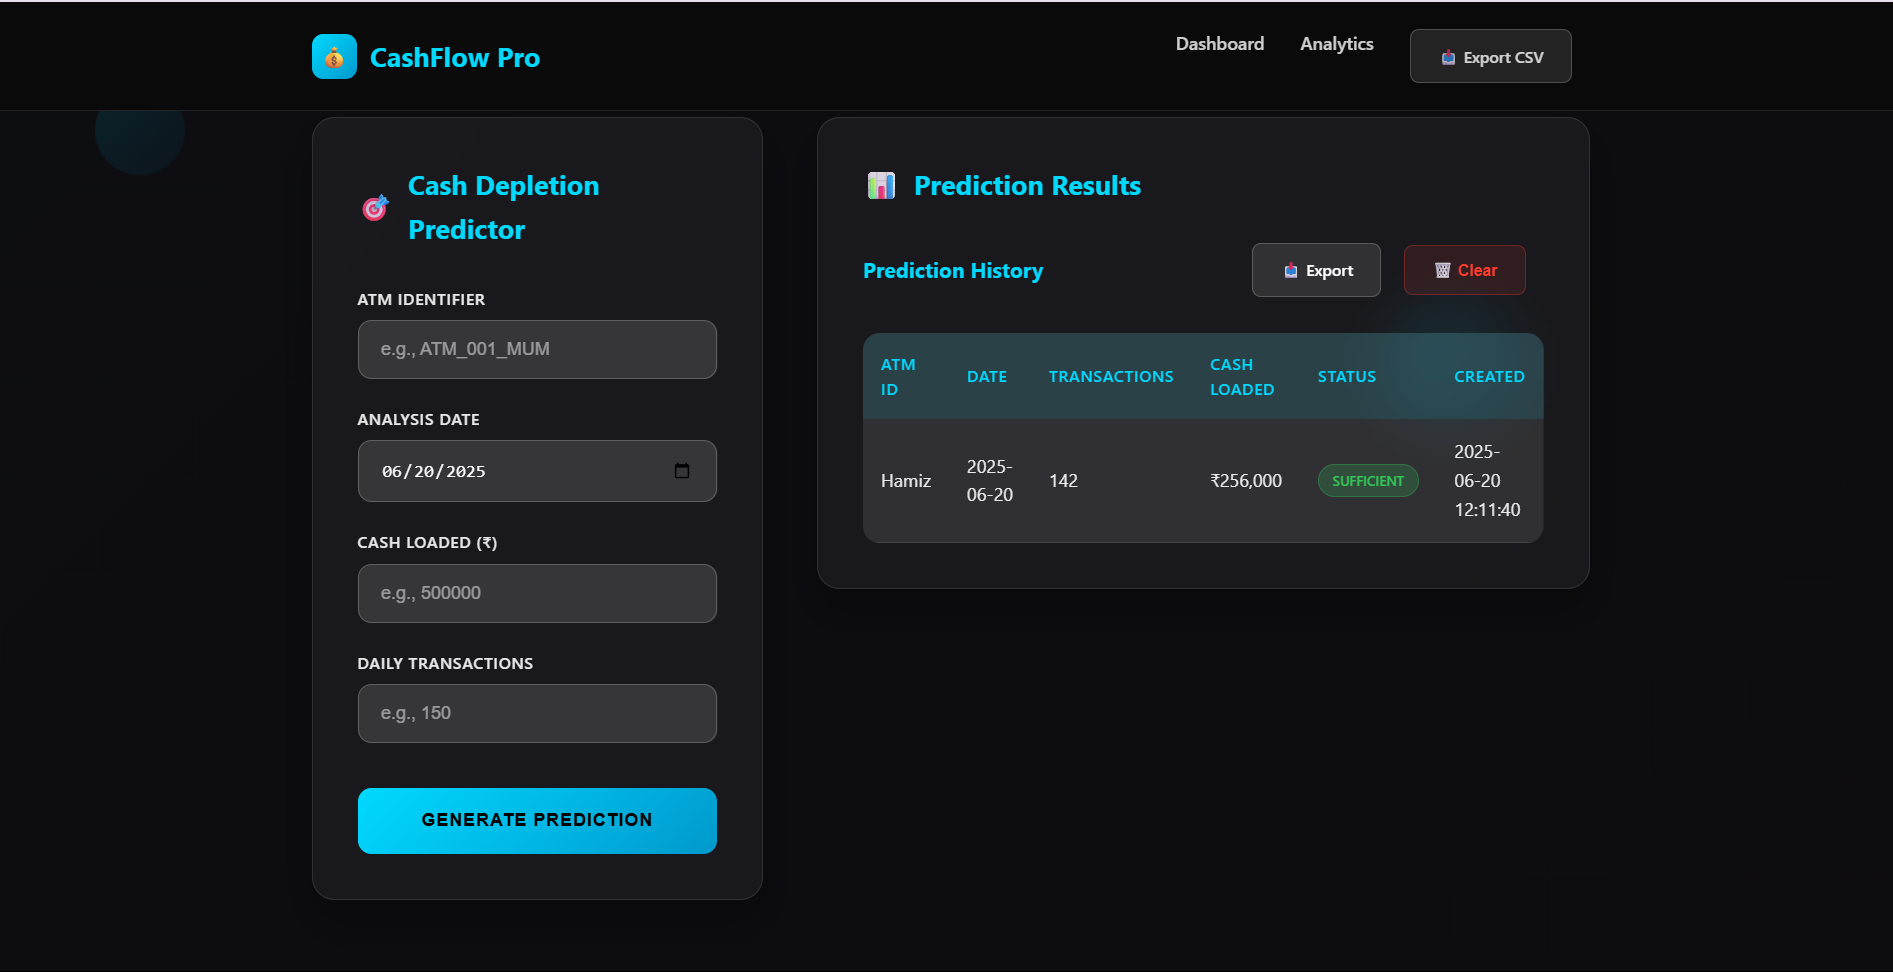 CashFlow Pro
Dashboard
Analytics
Export CSV
Cash Depletion
Predictor
ATM IDENTIFIER
e.g., ATM_001_MUM
ANALYSIS DATE
06/20/2025
CASH LOADED (₹)
e.g., 500000
DAILY TRANSACTIONS
e.g., 150
GENERATE PREDICTION
Prediction Results
Prediction History
Export
Clear
ATM
ID
DATE
TRANSACTIONS
CASH
LOADED
STATUS
CREATED
Hamiz
2025-
06-20
142
₹256,000
SUFFICIENT
2025-
06-20
12:11:40